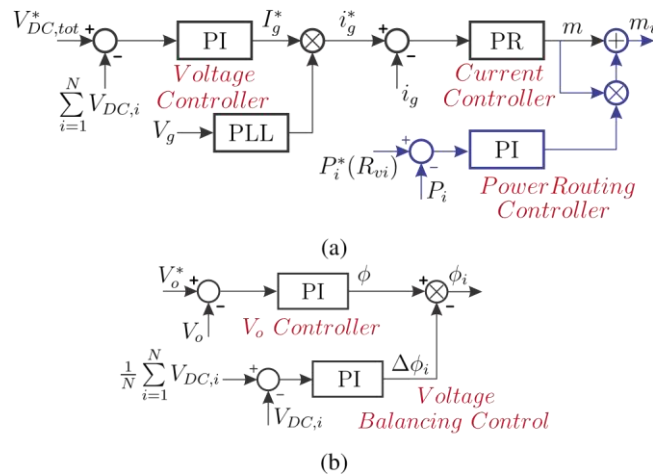 V*DC,tot
+
-
PI
I*g
i*g
+
-
PR
m
+
mi
Voltage
Controller
Current
Controller
N∑i=1 VDC,i
ig
Vg
PLL
P*i(Rvi)
+
-
PI
Pi
PowerRouting
Controller
(a)
V*o
+
-
PI
ϕ
+
-
ϕi
Vo
Vo Controller
1/N N∑i=1 VDC,i
+
-
PI
Δϕi
VDC,i
Voltage
Balancing Control
(b)